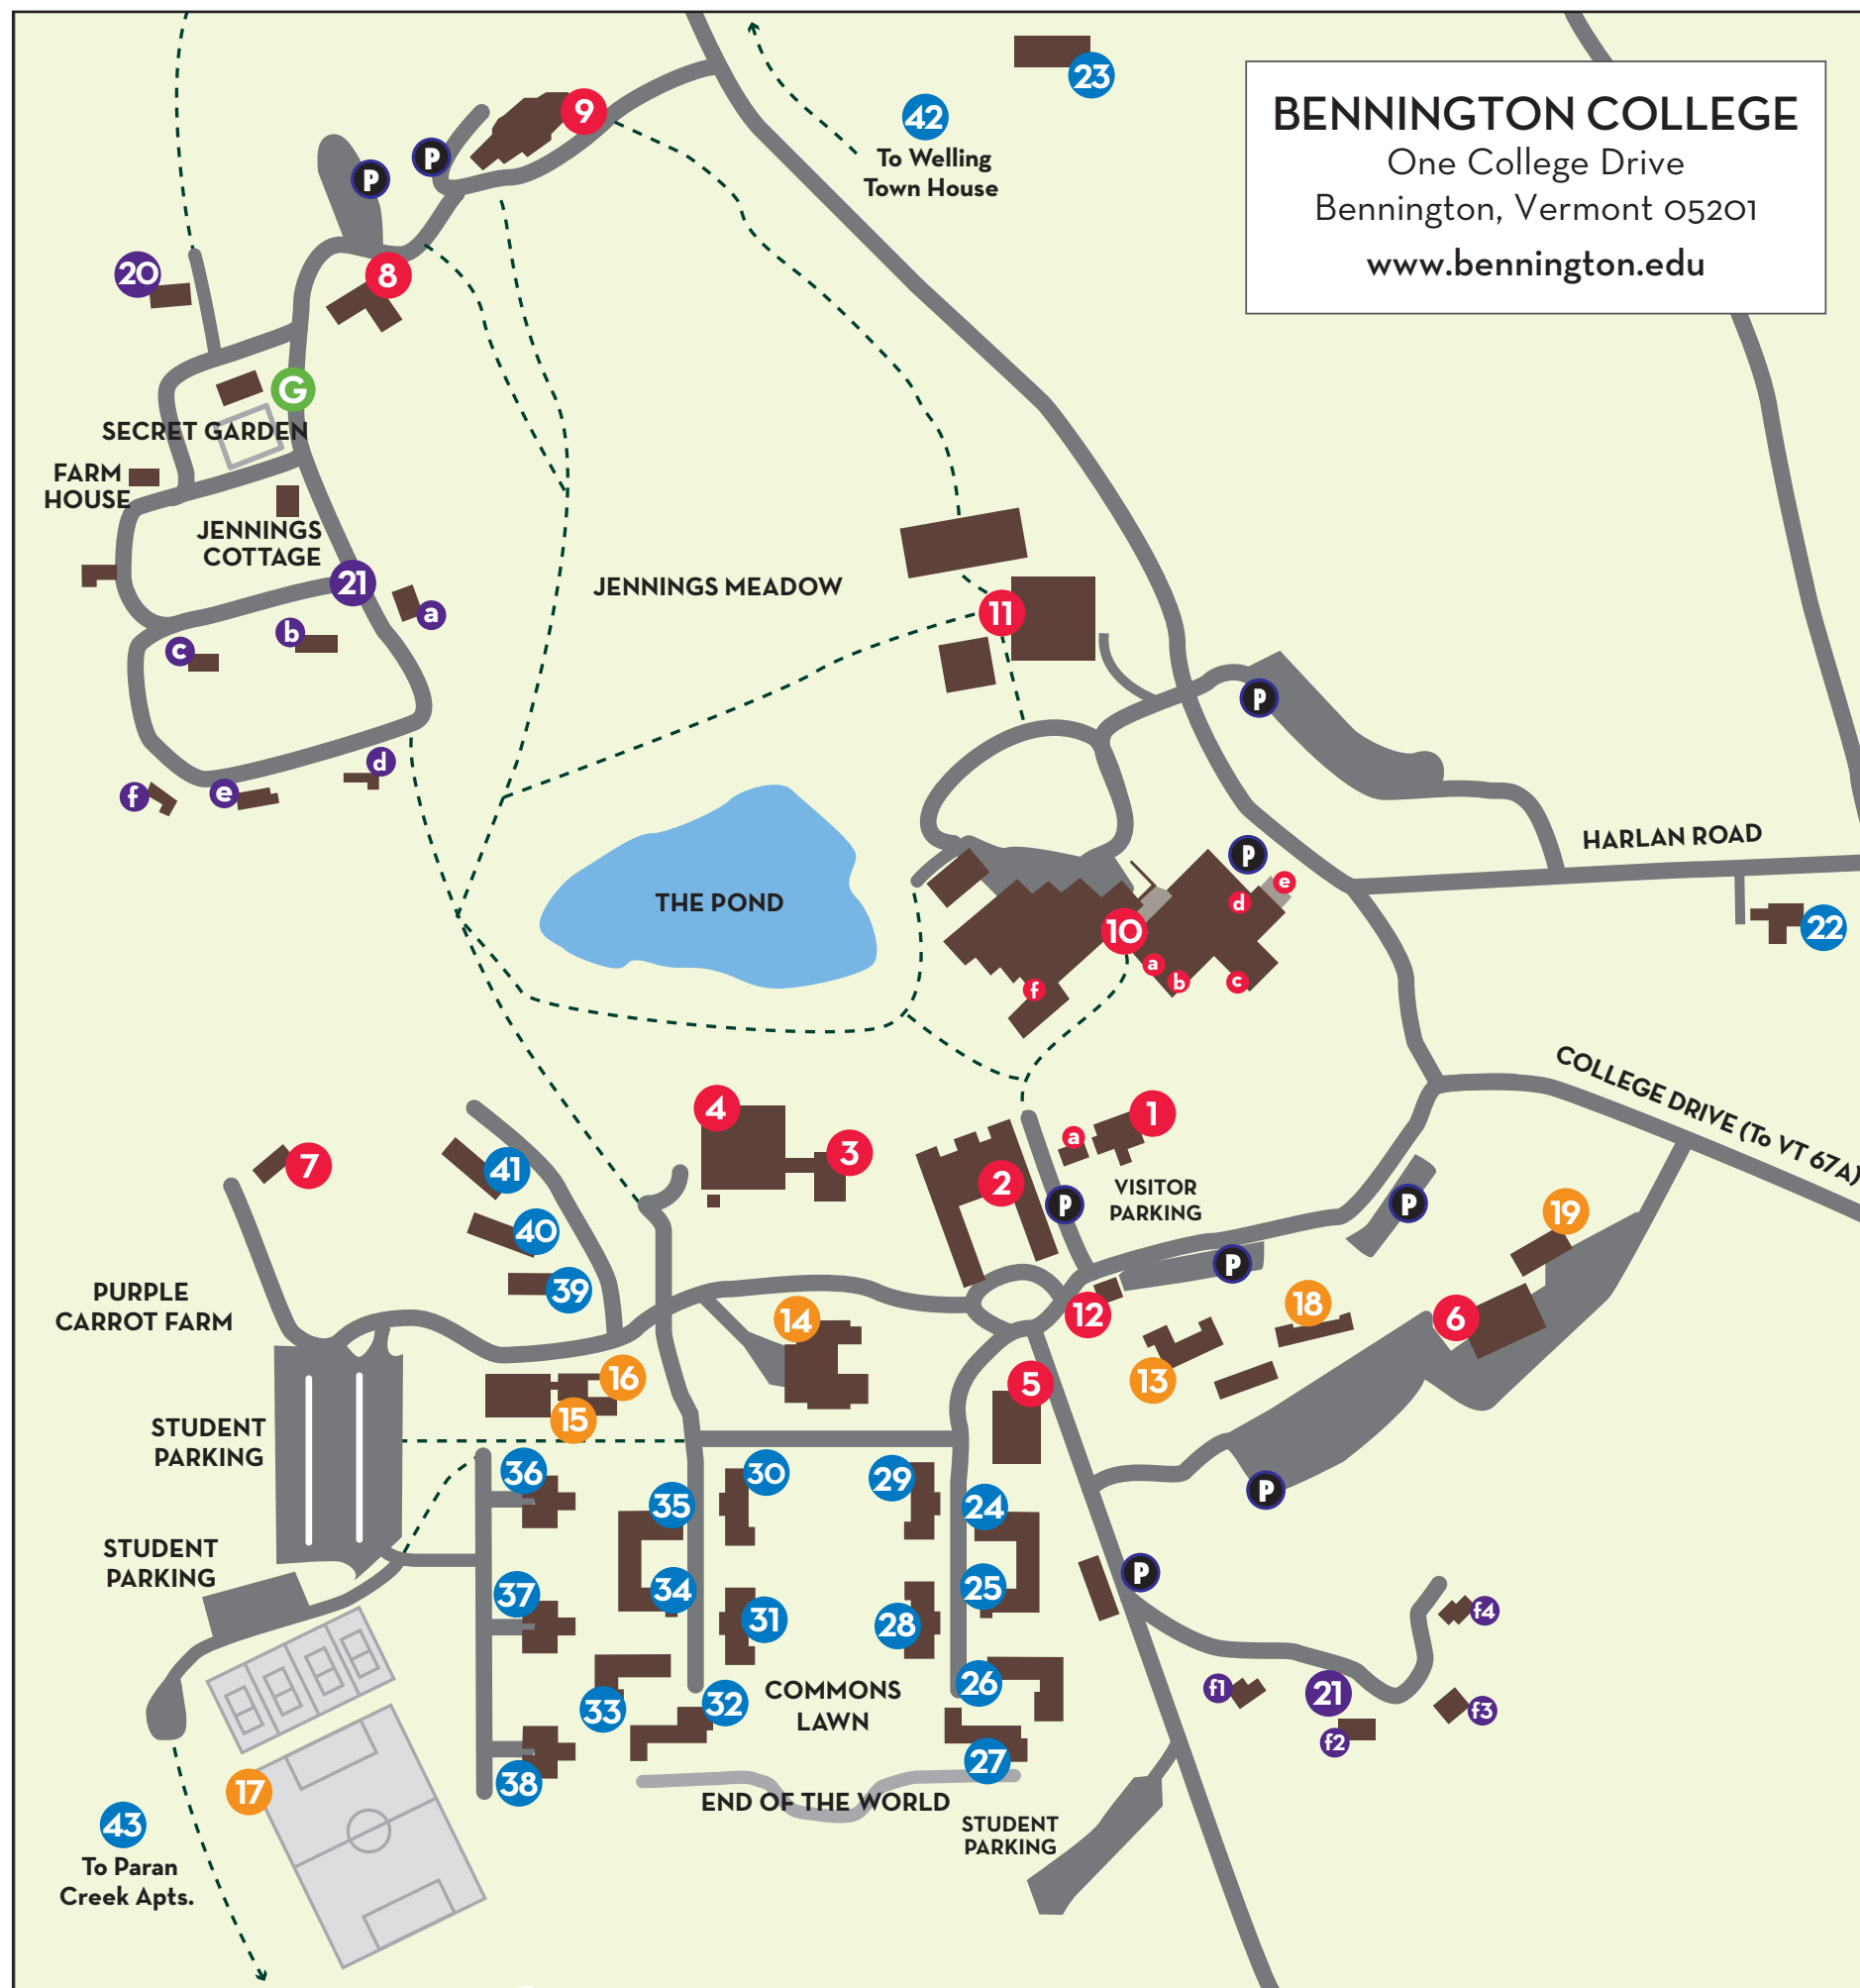 BENNINGTON COLLEGE
One College Drive
Bennington, Vermont 05201
www.bennington.edu
23
42
To Welling
Town House
9
P
P
8
20
G
SECRET GARDEN
FARM
HOUSE
JENNINGS
COTTAGE
21
a
b
c
d
e
f
JENNINGS MEADOW
11
P
HARLAN ROAD
22
THE POND
P
e
d
10
a
b
c
f
COLLEGE DRIVE (To VT 67A)
4
3
1
a
2
VISITOR
PARKING
P
P
P
19
7
41
40
39
PURPLE
CARROT FARM
12
14
18
6
13
5
16
15
STUDENT
PARKING
36
35
30
29
24
P
STUDENT
PARKING
37
34
31
28
25
P
33
32
COMMONS
LAWN
26
27
38
END OF THE WORLD
STUDENT
PARKING
f4
f1
21
f3
f2
17
43
To Paran
Creek Apts.